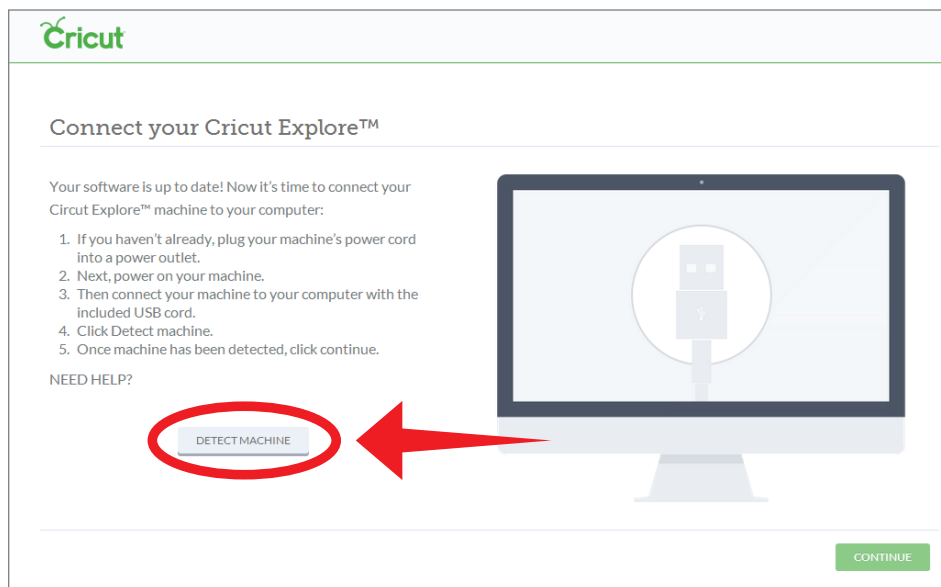 Cricut
Connect your Cricut Explore™
Your software is up to date! Now it's time to connect your
Circut Explore™ machine to your computer:
1. If you haven't already, plug your machine's power cord
into a power outlet.
2. Next, power on your machine.
3. Then connect your machine to your computer with the
included USB cord.
4. Click Detect machine.
5. Once machine has been detected, click continue.
NEED HELP?
DETECT MACHINE
CONTINUE